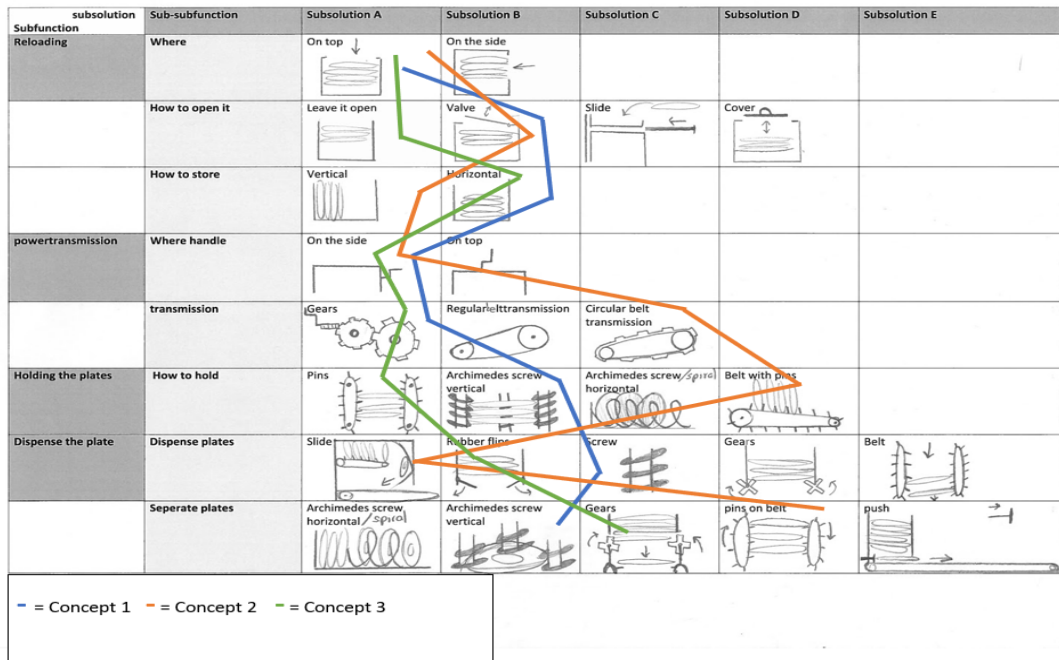 subsolution
Subfunction
Sub-subfunction
Subsolution A
Subsolution B
Subsolution C
Subsolution D
Subsolution E
Reloading
Where
On top
On the side
How to open it
Leave it open
Valve
Slide
Cover
How to store
Vertical
Horizontal
powertransmission
Where handle
On the side
On top
transmission
Gears
Regular belttransmission
Circular belt
transmission
Holding the plates
How to hold
Pins
Archimedes screw
vertical
Archimedes screw/spiral
horizontal
Belt with pins
Dispense the plate
Dispense plates
Slide
Rubber flips
Screw
Gears
Belt
Seperate plates
Archimedes screw
horizontal/spiral
Archimedes screw
vertical
Gears
pins on belt
push
= Concept 1
= Concept 2
= Concept 3